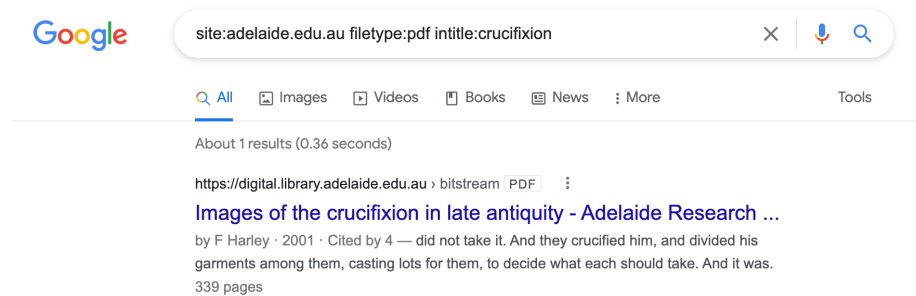 Google
site:adelaide.edu.au filetype:pdf intitle:crucifixion
All Images Videos Books News More Tools
About 1 results (0.36 seconds)
https://digital.library.adelaide.edu.au › bitstream PDF
Images of the crucifixion in late antiquity - Adelaide Research ...
by F Harley · 2001 · Cited by 4 — did not take it. And they crucified him, and divided his
garments among them, casting lots for them, to decide what each should take. And it was.
339 pages